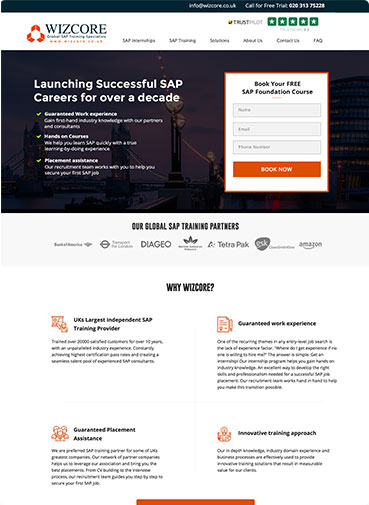 info@wizcore.co.uk Call for Free Trial: 020 313 75228
WIZCORE
Global SAP Training Specialists
www.wizcore.co.uk
TRUSTPILOT
SAP Internships SAP Training Solutions About Us Contact Us FAQ
Launching Successful SAP
Careers for over a decade
Guaranteed Work experience
Gain first-hand industry knowledge with our partners
and consultants
Hands on Courses
We help you learn SAP quickly with a true
learning-by-doing experience.
Placement assistance
Our recruitment team works with you to help you
secure your first SAP job
Book Your FREE
SAP Foundation Course
Name
Email
Phone Number
BOOK NOW
OUR GLOBAL SAP TRAINING PARTNERS
Bank of America
TRANSPORT
FOR LONDON
DIAGEO
BRITISH AMERICAN
TOBACCO
Tetra Pak
gsk
GlaxoSmithKline
amazon
WHY WIZCORE?
UKs Largest independent SAP
Training Provider
Trained over 20000 satisfied customers for over 10 years,
with an unparalleled industry experience. Constantly
achieving highest certification pass rates and creating a
seamless talent pool of experienced SAP consultants.
Guaranteed work experience
One of the recurring themes in any entry-level job search is
the lack of experience factor. "Where do I get experience if no
one is willing to hire me?" The answer is simple: Get an
internship! Our internship program helps you gain hands on
industry knowledge. An excellent way to develop the right
skills and professionalism needed for a successful SAP job
placement. Our recruitment team works hand in hand to help
you make this transition possible.
Guaranteed Placement
Assistance
We are preferred SAP training partner for some of UKs
greatest companies. Our network of partner companies
helps us to leverage our association and bring you the
best placements. From CV building to the interview
process, our recruitment team guides you step by step to
secure your first SAP job.
Innovative training approach
Our in depth knowledge, industry domain experience and
business processes are effectively used to provide
innovative training solutions that result in measurable
value for our clients.